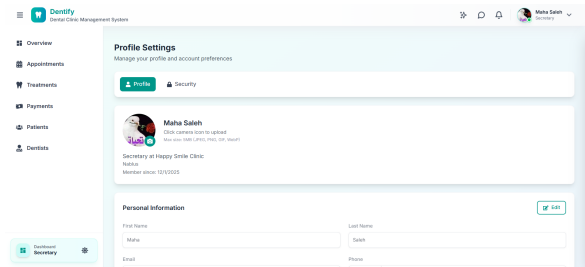 Dentify
Dental Clinic Management System
Maha Saleh
Secretary
Overview
Appointments
Treatments
Payments
Patients
Dentists
Dashboard
Secretary
Profile Settings
Manage your profile and account preferences
Profile
Security
Maha Saleh
Click camera icon to upload
Max size: 5MB (JPEG, PNG, GIF, WebP)
Secretary at Happy Smile Clinic
Nablus
Member since: 12/1/2025
Personal Information
Edit
First Name
Last Name
Maha
Saleh
Email
Phone